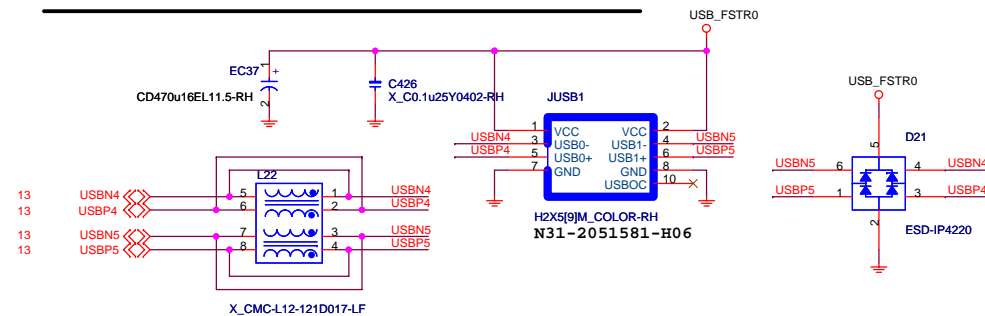 USB_FSTR0
EC37
1
+
2
CD470u16EL11.5-RH
C426
X_C0.1u25Y0402-RH
JUSB1
USBN4
USBP4
1
3
5
7
VCC
USB0-
USB0+
GND
VCC
USB1-
USB1+
GND
USBOC
2
4
6
8
10
USBN5
USBP5
H2X5[9]M_COLOR-RH
N31-2051581-H06
USB_FSTR0
D21
5
USBN5
6
4
USBN4
USBP5
1
3
USBP4
2
ESD-IP4220
L22
13
USBN4
5
1
USBN4
13
USBP4
6
2
USBP4
13
USBN5
7
3
USBN5
13
USBP5
8
4
USBP5
X_CMC-L12-121D017-LF